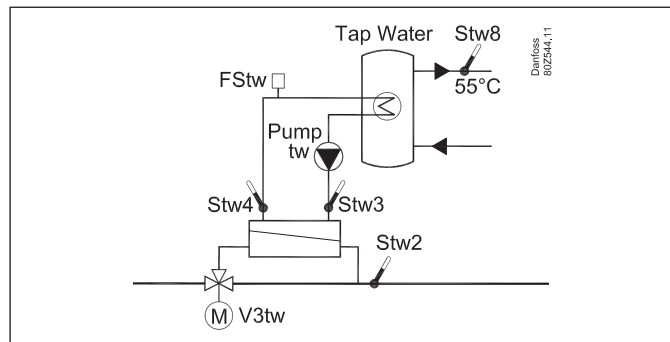 Tap Water
Stw8
Danfoss
80Z544.11
FStw
55°C
Pump
tw
Stw4
Stw3
Stw2
M
V3tw